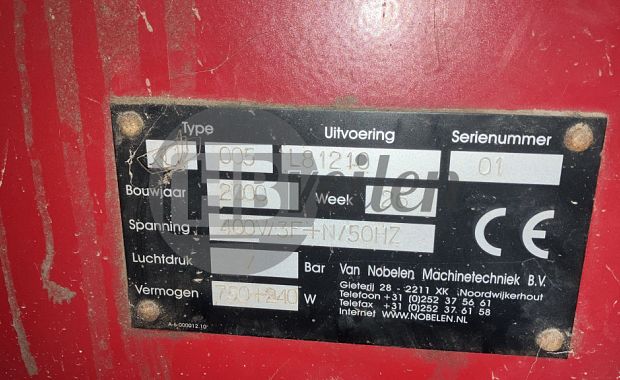 Type Uitvoering Serienummer
005 L81219 01
Bouwjaar 2000 Week
Spanning 400V/3F+N/50HZ
Luchtdruk / Bar
Vermogen 750+240 W
Van Nobelen Machinetechniek B.V.
Gieterij 28 - 2211 XK Noordwijkerhout
Telefoon +31 (0)252 37 56 61
Telefax +31 (0)252 37 61 58
Internet WWW.NOBELEN.NL
CE
Broilen